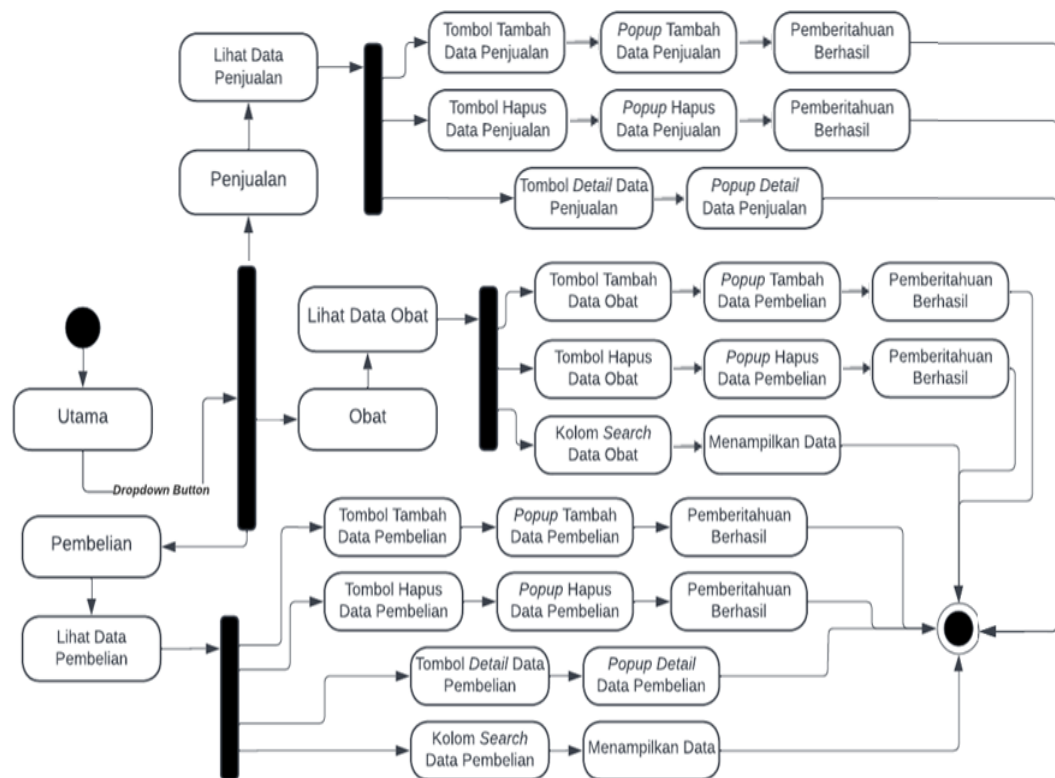 Lihat Data
Penjualan
Tombol Tambah
Data Penjualan
Popup Tambah
Data Penjualan
Pemberitahuan
Berhasil
Tombol Hapus
Data Penjualan
Popup Hapus
Data Penjualan
Pemberitahuan
Berhasil
Penjualan
Tombol Detail Data
Penjualan
Popup Detail
Data Penjualan
Lihat Data Obat
Tombol Tambah
Data Obat
Popup Tambah
Data Pembelian
Pemberitahuan
Berhasil
Tombol Hapus
Data Obat
Popup Hapus
Data Pembelian
Pemberitahuan
Berhasil
Utama
Obat
Kolom Search
Data Obat
Menampilkan Data
Dropdown Button
Pembelian
Tombol Tambah
Data Pembelian
Popup Tambah
Data Pembelian
Pemberitahuan
Berhasil
Tombol Hapus
Data Pembelian
Popup Hapus
Data Pembelian
Pemberitahuan
Berhasil
Lihat Data
Pembelian
Tombol Detail Data
Pembelian
Popup Detail
Data Pembelian
Kolom Search
Data Pembelian
Menampilkan Data